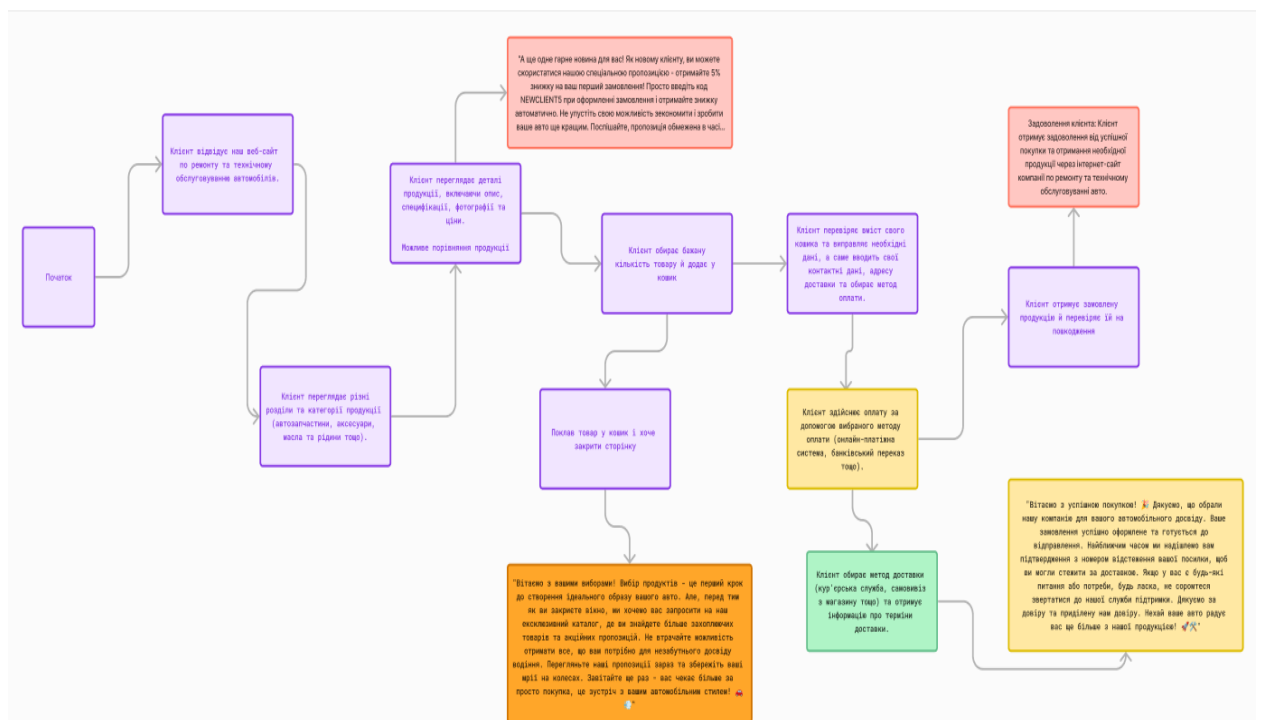 Початок
Клієнт відвідує наш веб-сайт
по ремонту та технічному
обслуговуванню автомобілів.
Клієнт переглядає різні
розділи та категорії продукції
(автозапчастини, аксесуари,
масла та рідини тощо).
Клієнт переглядає деталі
продукції, включаючи опис,
специфікації, фотографії та
ціни.
Можливе порівняння продукції
"А ще одне гарне новина для вас! Як новому клієнту, ви можете
скористатися нашою спеціальною пропозицією - отримайте 5%
знижку на ваш перший замовлення! Просто введіть код
NEWCLIENT5 при оформленні замовлення і отримайте знижку
автоматично. Не упустіть свою можливість зекономити і зробити
ваше авто ще кращим. Поспішайте, пропозиція обмежена в часі...
Клієнт обирає бажану
кількість товару й додає у
кошик
Поклав товар у кошик і хоче
закрити сторінку
"Вітаємо з вашими виборами! Вибір продуктів - це перший крок
до створення ідеального образу вашого авто. Але, перед тим
як ви закриєте вікно, ми хочемо вас запросити на наш
ексклюзивний каталог, де ви знайдете більше захоплюючих
товарів та акційних пропозицій. Не втрачайте можливість
отримати все, що вам потрібно для незабутнього досвіду
водіння. Перегляньте наші пропозиції зараз та збережіть ваші
мрії на колесах. Завітайте ще раз - вас чекає більше за
просто покупка, це зустріч з вашим автомобільним стилем! 🚗
💨"
Клієнт перевіряє вміст свого
кошика та виправляє необхідні
дані, а саме вводить свої
контактні дані, адресу
доставки та обирає метод
оплати.
Клієнт здійснює оплату за
допомогою вибраного методу
оплати (онлайн-платіжна
система, банківський переказ
тощо).
Клієнт обирає метод доставки
(кур'єрська служба, самовивіз
з магазину тощо) та отримує
інформацію про терміни
доставки.
Задоволення клієнта: Клієнт
отримує задоволення від успішної
покупки та отримання необхідної
продукції через інтернет-сайт
компанії по ремонту та технічному
обслуговуванні авто.
Клієнт отримує замовлену
продукцію й перевіряє їй на
пошкодження
"Вітаємо з успішною покупкою! 🎉 Дякуємо, що обрали
нашу компанію для вашого автомобільного досвіду. Ваше
замовлення успішно оформлене та готується до
відправлення. Найближчим часом ми надішлемо вам
підтвердження з номером відстеження вашої посилки, щоб
ви могли стежити за доставкою. Якщо у вас є будь-які
питання або потреби, будь ласка, не соромтеся
звертатися до нашої служби підтримки. Дякуємо за
довіру та приділену нам довіру. Нехай ваше авто радує
вас ще більше з нашої продукцією! 🚀🛠️"